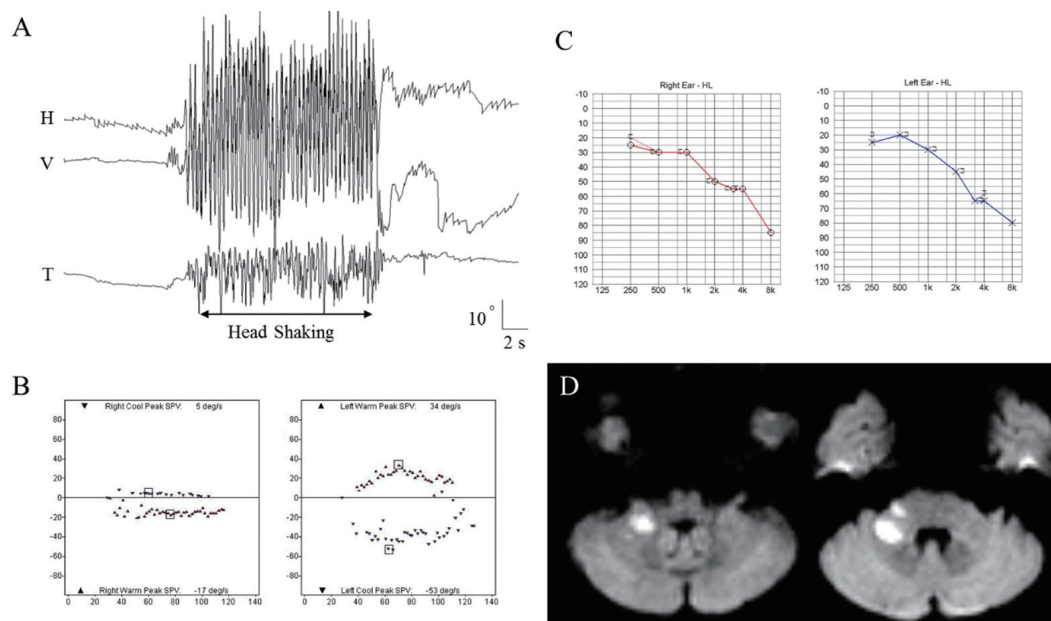 A
H
V
T
Head Shaking
10°
2 s
B
▼ Right Cool Peak SPV: 5 deg/s
80
60
40
20
0
-20
-40
-60
-80
▲ Right Warm Peak SPV: -17 deg/s
0 20 40 60 80 100 120 140
▲ Left Warm Peak SPV: 34 deg/s
80
60
40
20
0
-20
-40
-60
-80
▼ Left Cool Peak SPV: -53 deg/s
0 20 40 60 80 100 120 140
C
Right Ear - HL
-10
0
10
20
30
40
50
60
70
80
90
100
110
120
125 250 500 1k 2k 4k 8k
Left Ear - HL
-10
0
10
20
30
40
50
60
70
80
90
100
110
120
125 250 500 1k 2k 4k 8k
D